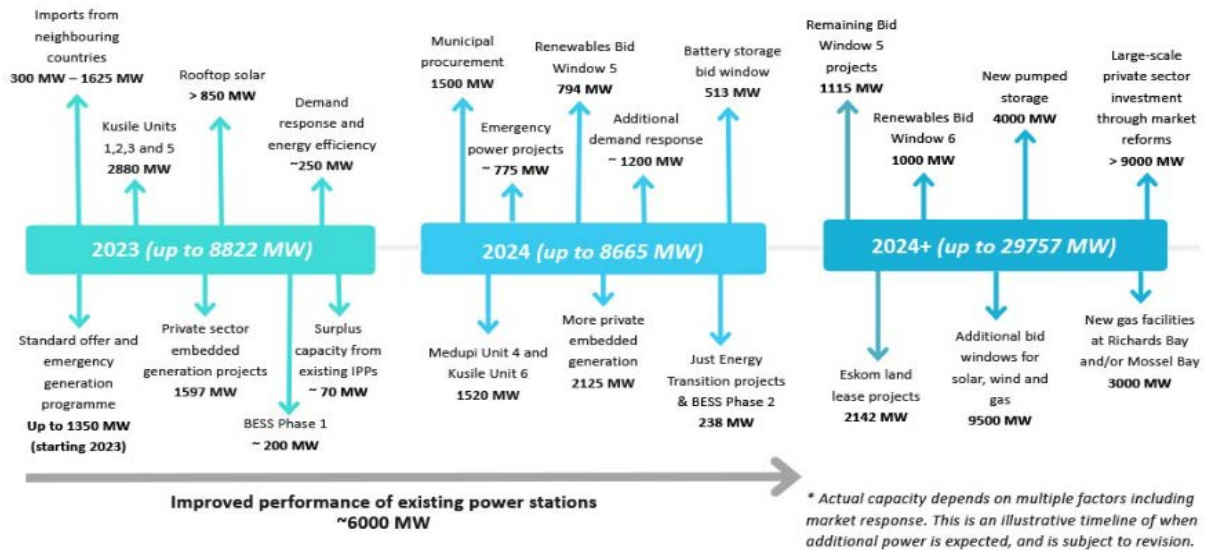 Imports from
neighbouring
countries
300 MW – 1625 MW
Kusile Units
1,2,3 and 5
2880 MW
Rooftop solar
> 850 MW
Demand
response and
energy efficiency
~250 MW
2023 (up to 8822 MW)
Standard offer and
emergency
generation
programme
Up to 1350 MW
(starting 2023)
Private sector
embedded
generation projects
1597 MW
BESS Phase 1
~ 200 MW
Surplus
capacity from
existing IPPs
~ 70 MW
Municipal
procurement
1500 MW
Emergency
power projects
~ 775 MW
Renewables Bid
Window 5
794 MW
Additional
demand response
~ 1200 MW
Battery storage
bid window
513 MW
2024 (up to 8665 MW)
Medupi Unit 4 and
Kusile Unit 6
1520 MW
More private
embedded
generation
2125 MW
Just Energy
Transition projects
& BESS Phase 2
238 MW
Remaining Bid
Window 5
projects
1115 MW
Renewables Bid
Window 6
1000 MW
New pumped
storage
4000 MW
Large-scale
private sector
investment
through market
reforms
> 9000 MW
2024+ (up to 29757 MW)
Eskom land
lease projects
2142 MW
Additional bid
windows for
solar, wind and
gas
9500 MW
New gas facilities
at Richards Bay
and/or Mossel Bay
3000 MW
Improved performance of existing power stations
~6000 MW
* Actual capacity depends on multiple factors including
market response. This is an illustrative timeline of when
additional power is expected, and is subject to revision.